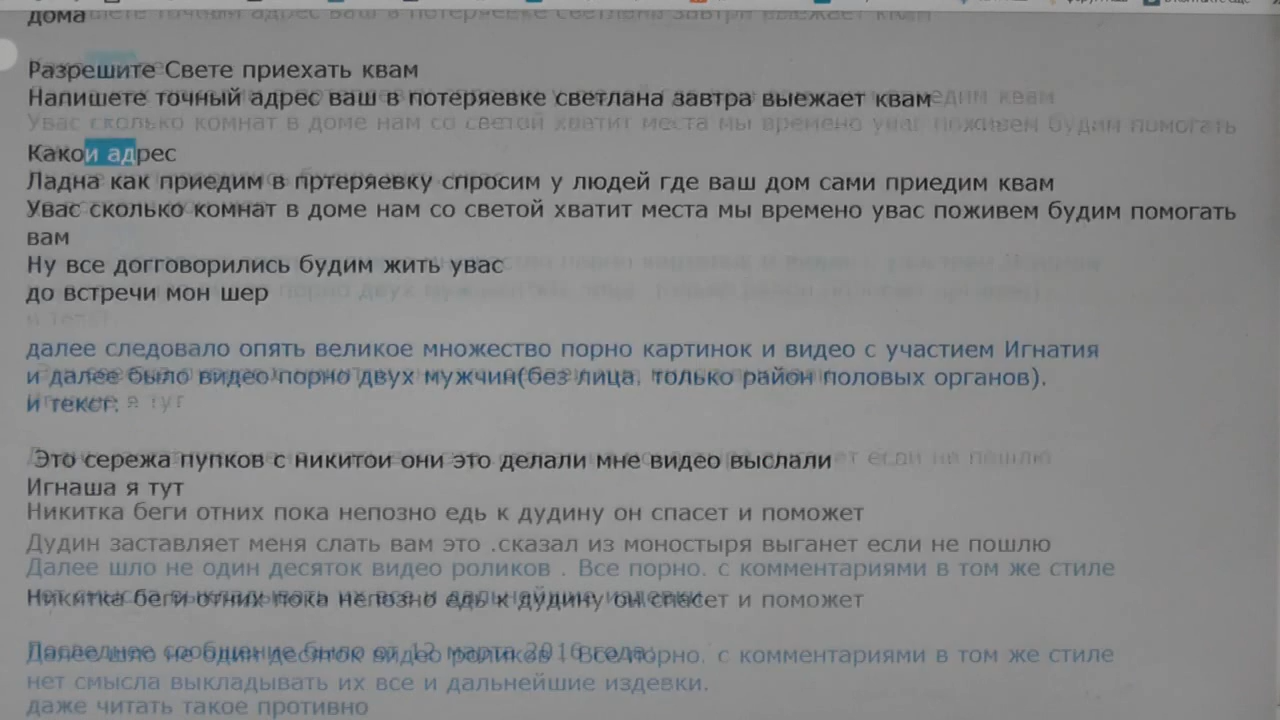 дома
Разрешите Свете приехать квам
Напишете точный адрес ваш в потеряевке светлана завтра выежает квам
Какои адрес
Ладна как приедим в пртеряевку спросим у людей где ваш дом сами приедим квам
Увас сколько комнат в доме нам со светой хватит места мы времено увас поживем будим помогать
вам
Ну все догговорились будим жить увас
до встречи мон шер
далее следовало опять великое множество порно картинок и видео с участием Игнатия
и далее было видео порно двух мужчин(без лица, только район половых органов).
и текст:
Это сережа пупков с никитои они это делали мне видео выслали
Игнаша я тут
Никитка беги отних пока непозно едь к дудину он спасет и поможет
Дудин заставляет меня слать вам это .сказал из моностыря выганет если не пошлю
Далее шло не один десяток видео роликов . Все порно. с комментариями в том же стиле
Никитка беги отних пока непозно едь к дудину он спасет и поможет
Последнее сообщение было от 12 марта 2016 года.
Далее шло не один десяток видео роликов . Все порно. с комментариями в том же стиле
нет смысла выкладывать их все и дальнейшие издевки.
даже читать такое противно